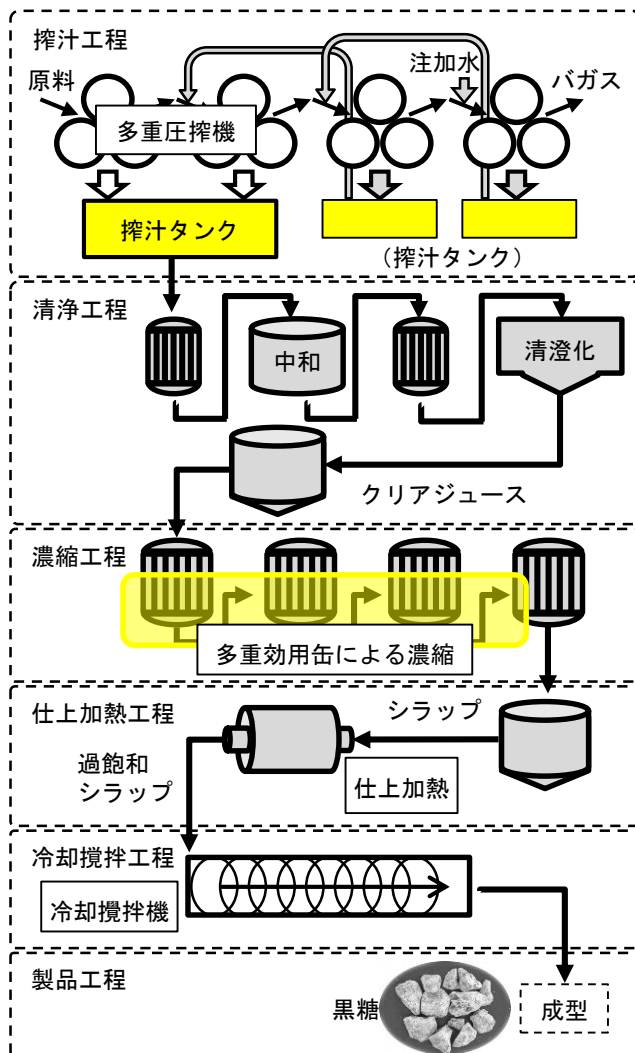 搾汁工程
原料
注加水
バガス
多重圧搾機
搾汁タンク
（搾汁タンク）
清浄工程
中和
清澄化
クリアジュース
濃縮工程
多重効用缶による濃縮
仕上加熱工程
シラップ
過飽和
シラップ
仕上加熱
冷却攪拌工程
冷却攪拌機
製品工程
黒糖
成型